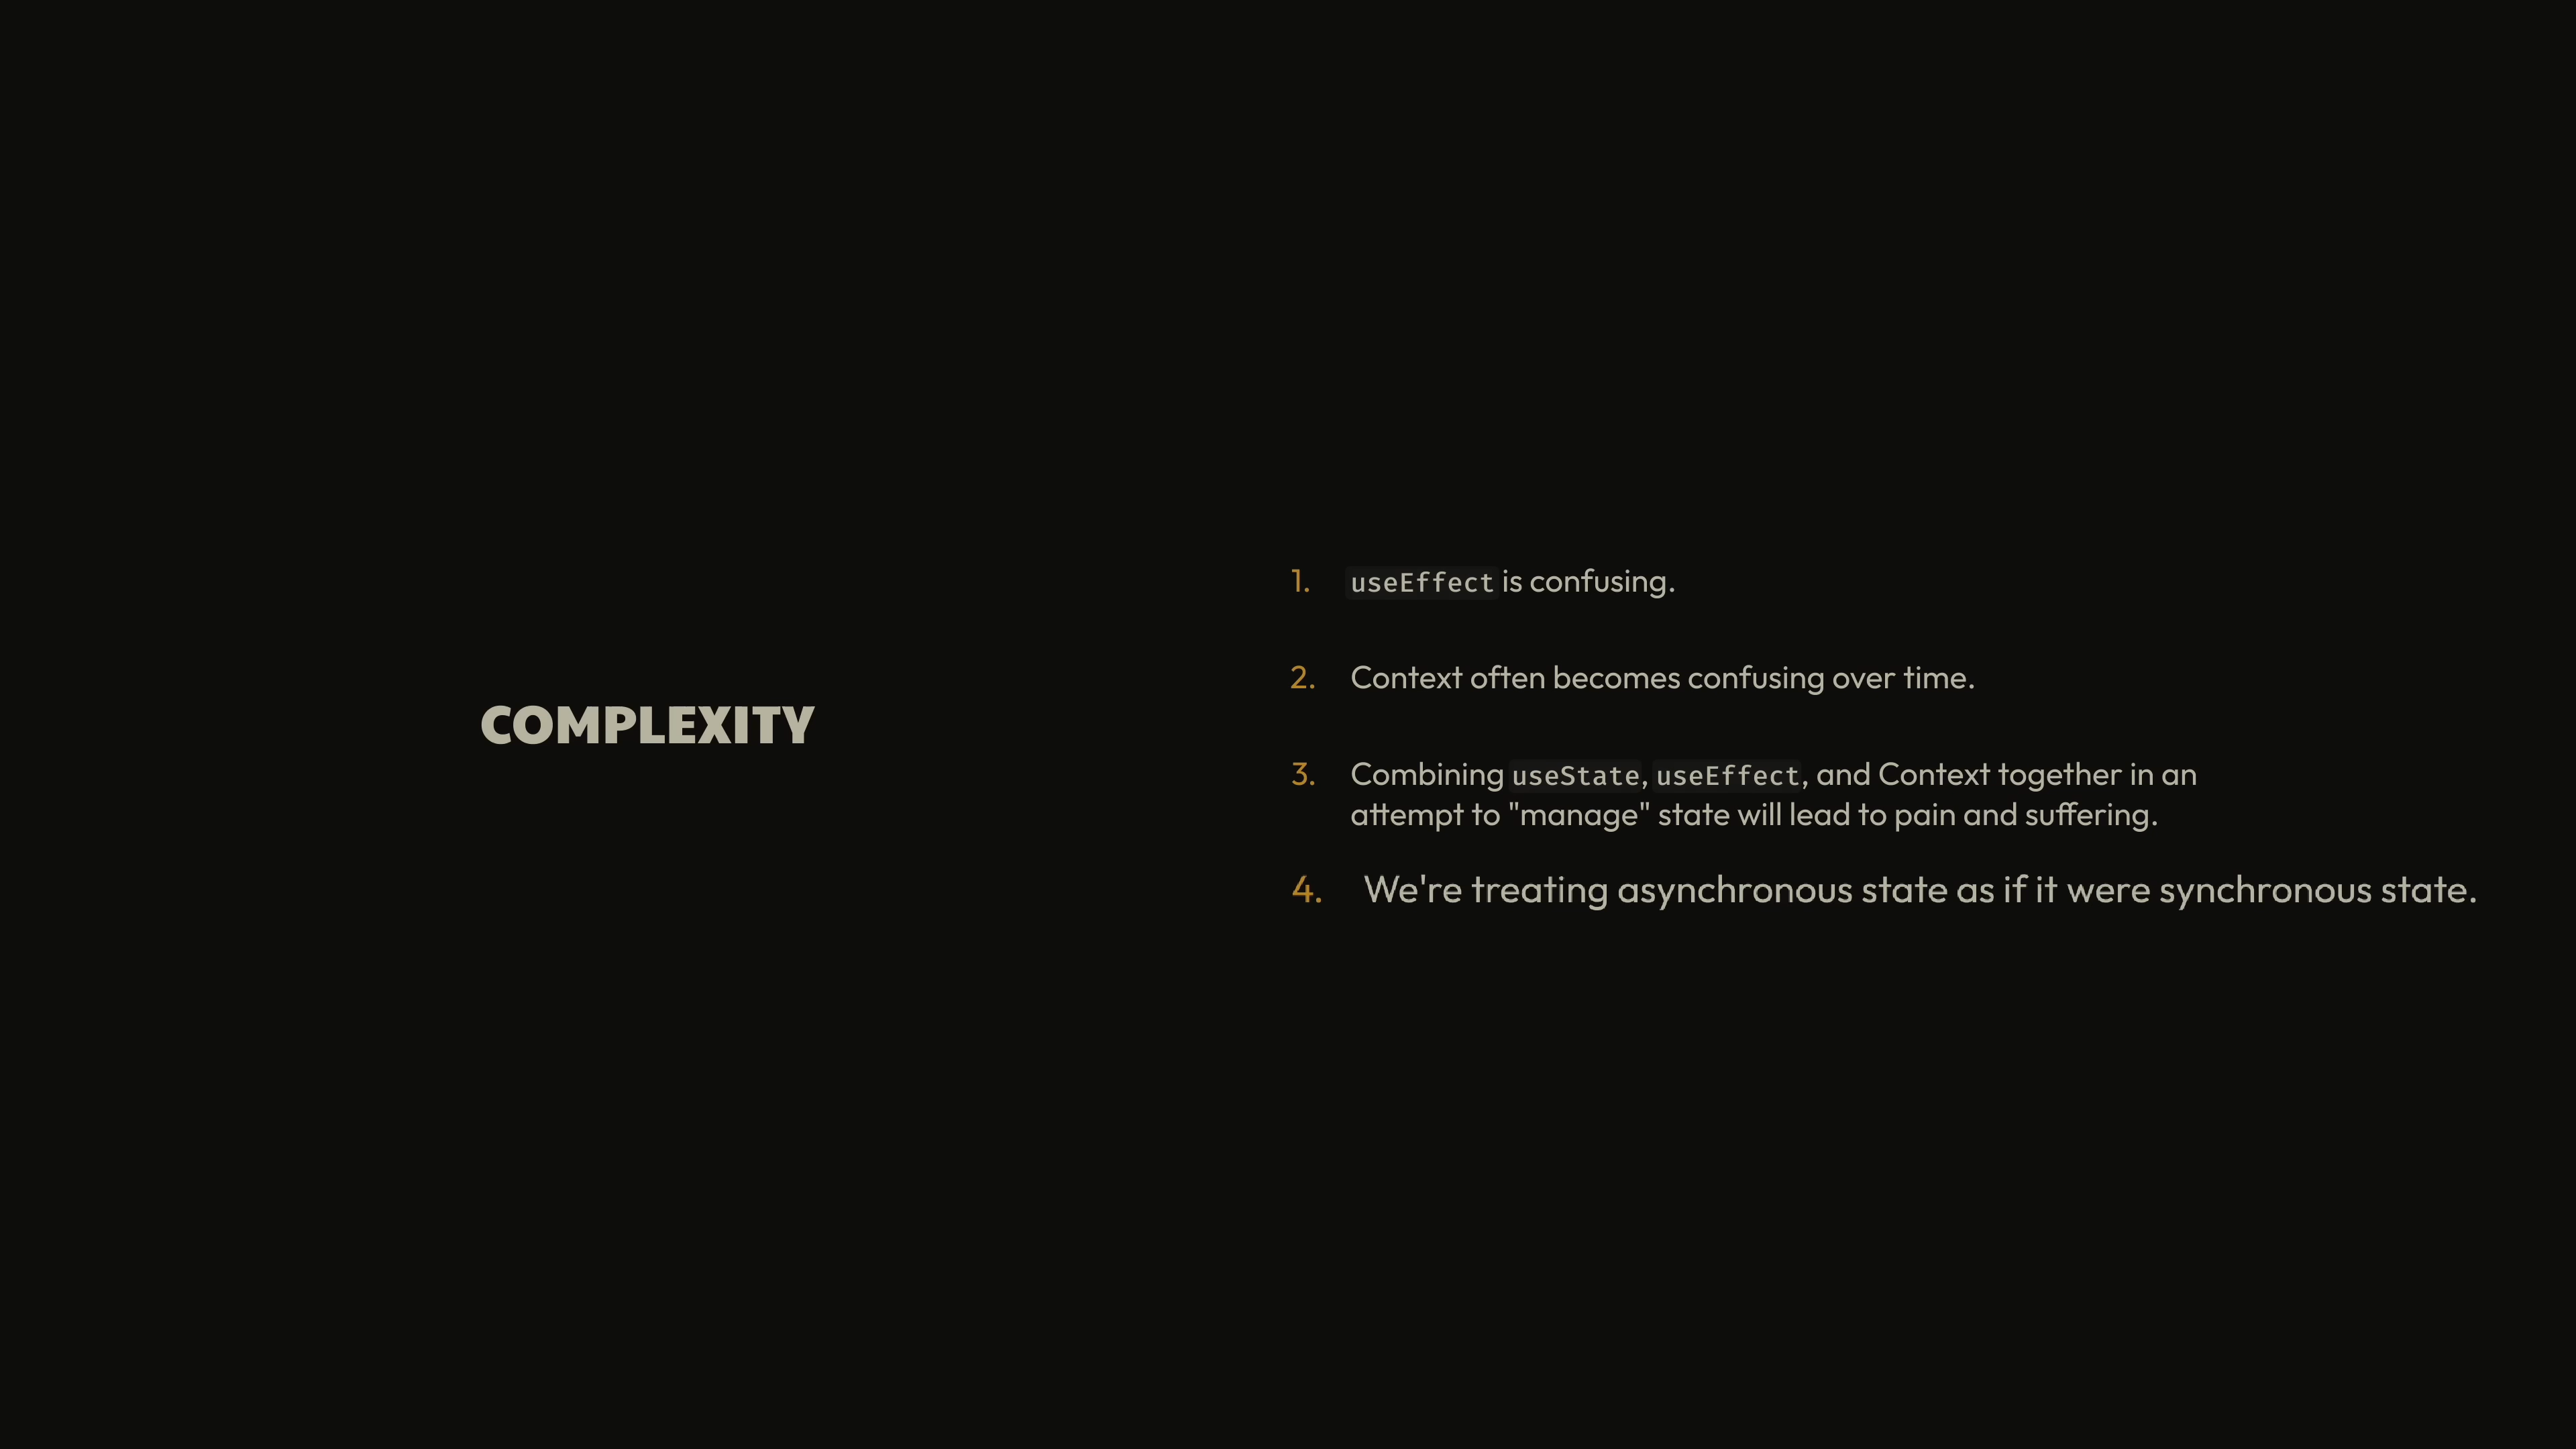 COMPLEXITY
1. useEffect is confusing.
2. Context often becomes confusing over time.
3. Combining useState, useEffect, and Context together in an
attempt to "manage" state will lead to pain and suffering.
4. We're treating asynchronous state as if it were synchronous state.